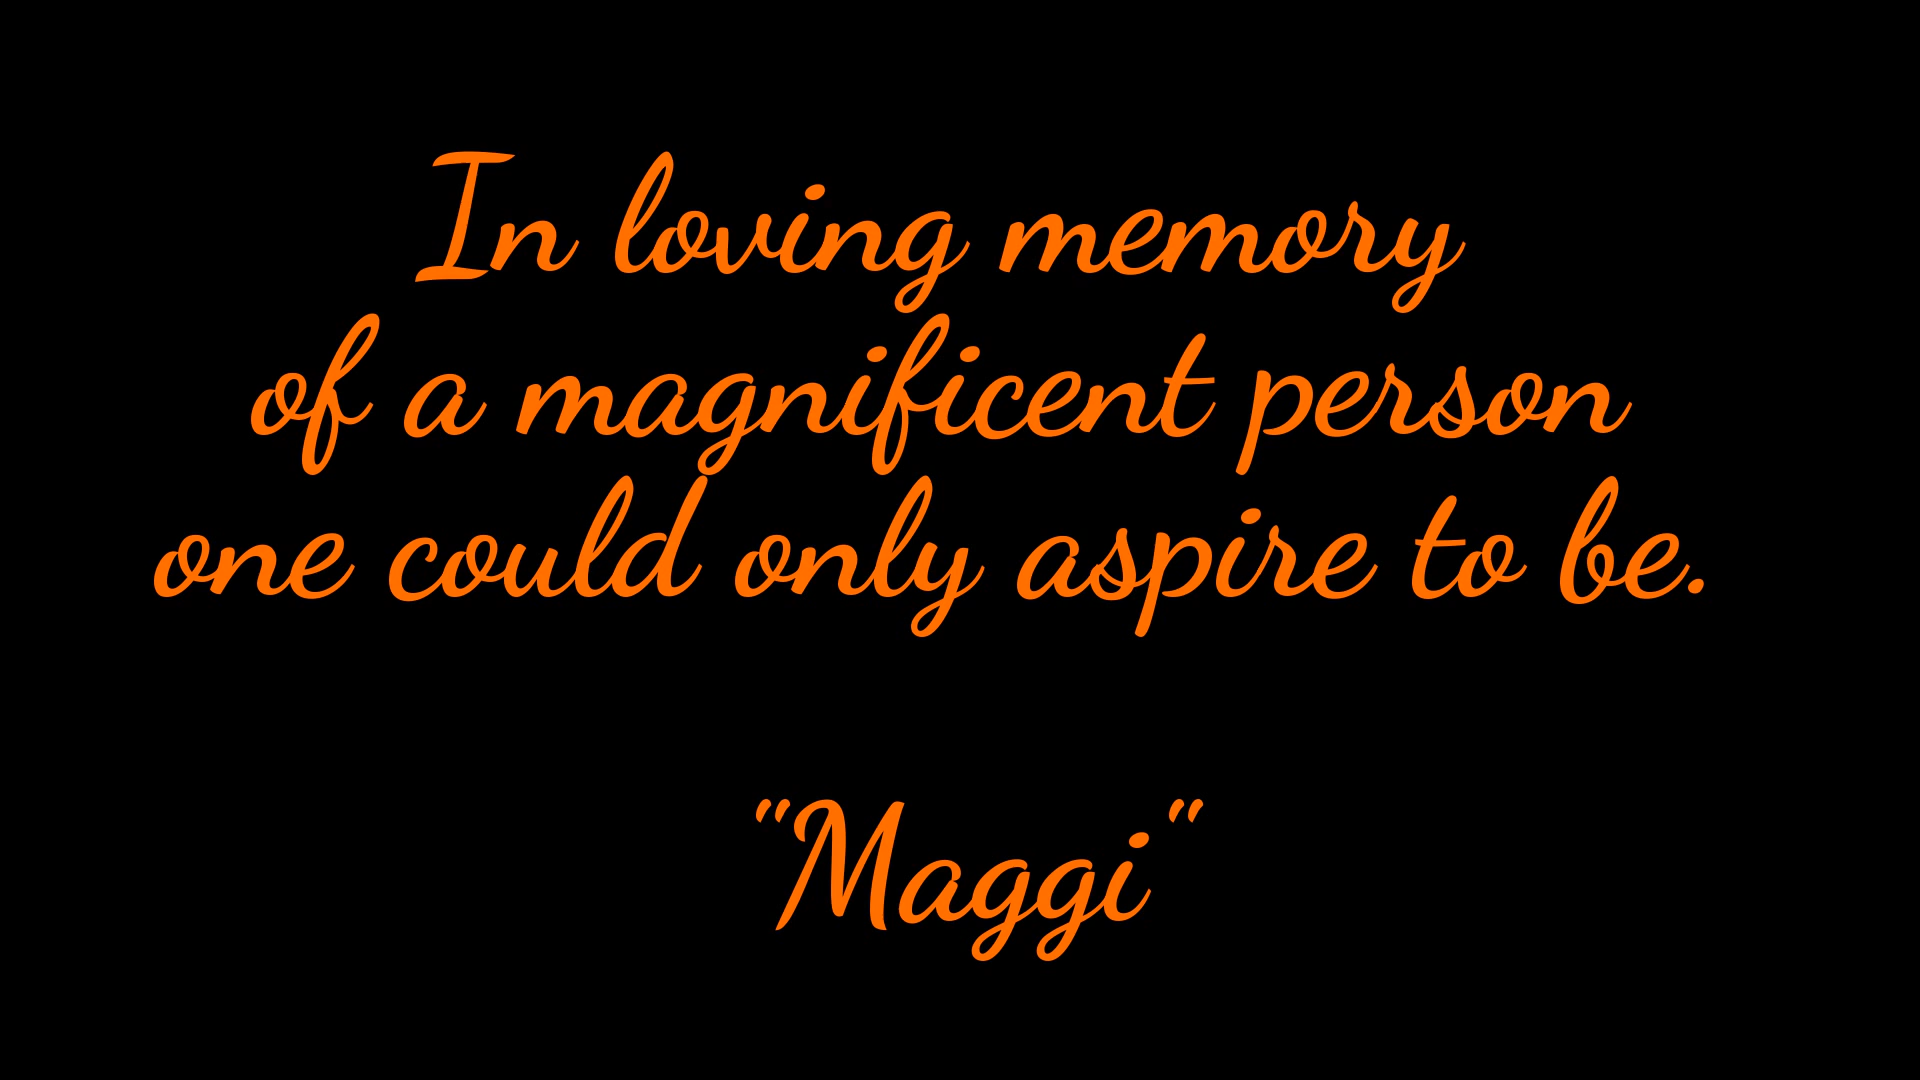 In loving memory
of a magnificent person
one could only aspire to be.
"Maggi"